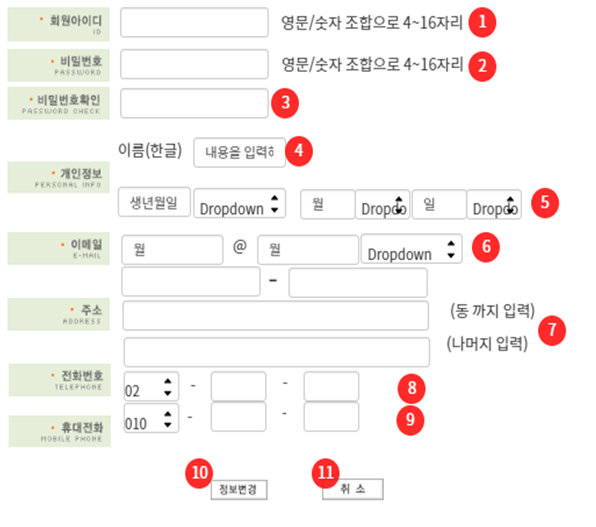 • 회원아이디 영문/숫자 조합으로 4~16자리 1
ID
• 비밀번호 영문/숫자 조합으로 4~16자리 2
PASSWORD
• 비밀번호확인 3
PASSWORD CHECK
이름(한글) 내용을 입력하 4
• 개인정보
PERSONAL INFO
생년월일 Dropdown 월 Dropdo 일 Dropdo 5
• 이메일 월 @ 월 Dropdown 6
E-MAIL
-
• 주소 (동 까지 입력)
ADDRESS 7
(나머지 입력)
• 전화번호 02 - - 8
TELEPHONE
010 - - 9
• 휴대전화
MOBILE PHONE
10 11
정보변경 취 소